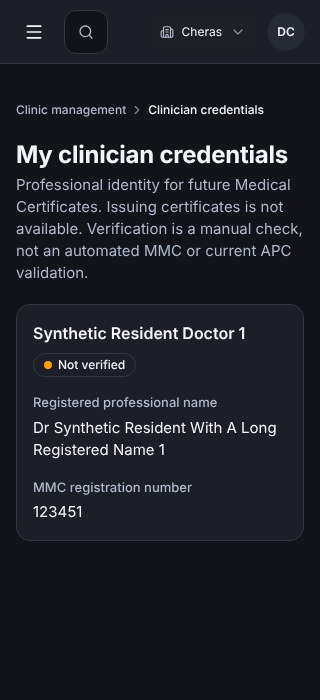 Cheras
DC
Clinic management
Clinician credentials
My clinician credentials
Professional identity for future Medical
Certificates. Issuing certificates is not
available. Verification is a manual check,
not an automated MMC or current APC
validation.
Synthetic Resident Doctor 1
Not verified
Registered professional name
Dr Synthetic Resident With A Long
Registered Name 1
MMC registration number
123451